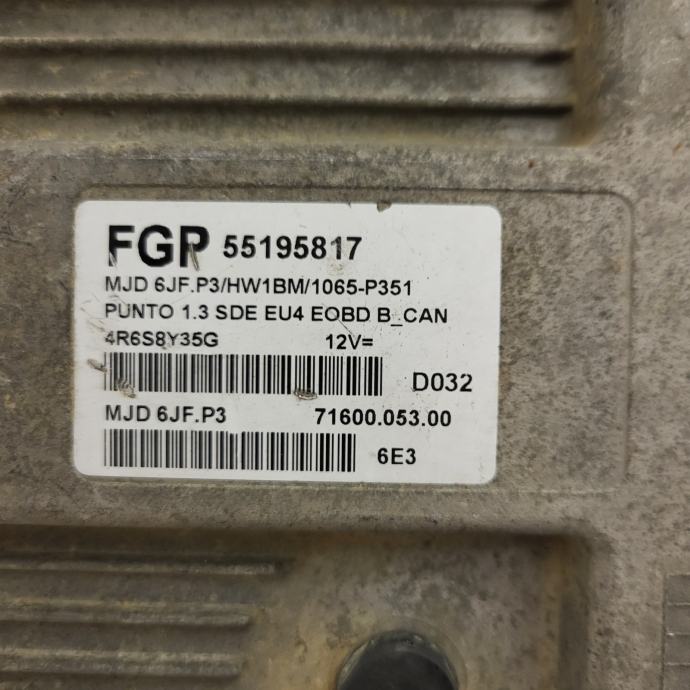 FGP 55195817
MJD 6JF.P3/HW1BM/1065-P351
PUNTO 1.3 SDE EU4 EOBD B_CAN
4R6S8Y35G 12V=
D032
MJD 6JF.P3 71600.053.00
6E3